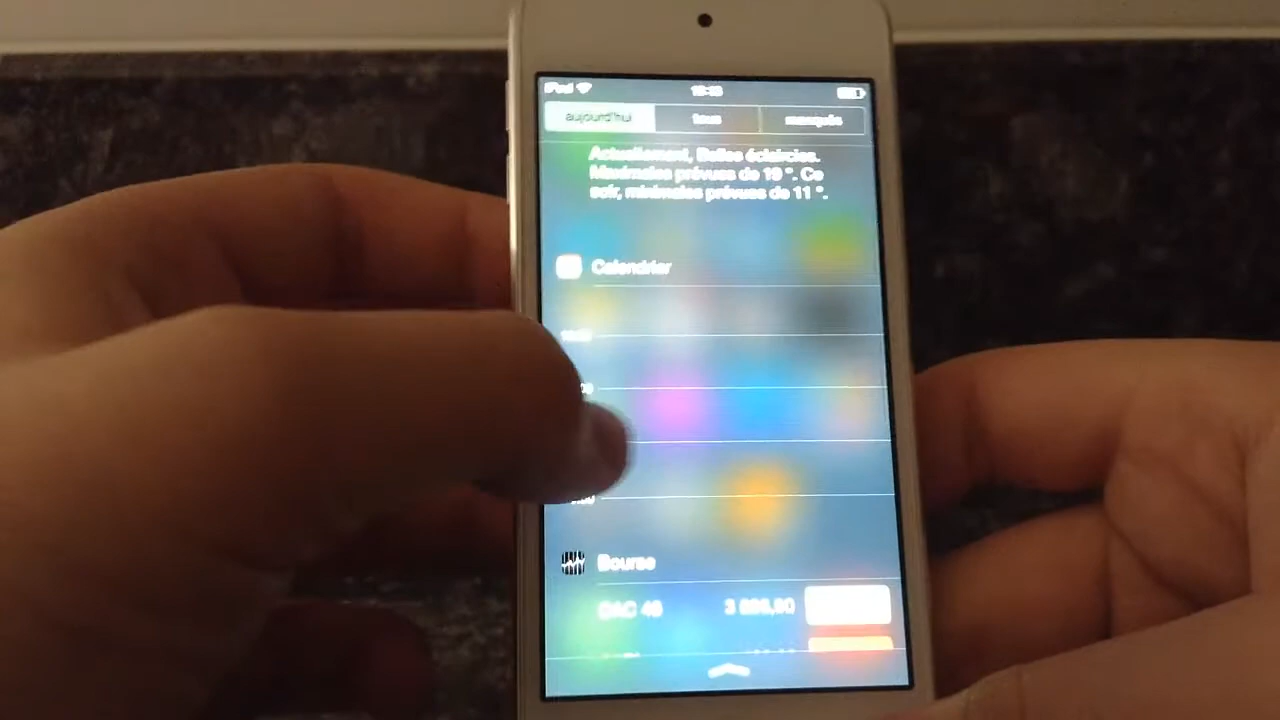 iPod
aujourd'hui tous manqués
Actuellement, Belles éclaircies.
Maximales prévues de 19 °. Ce
soir, minimales prévues de 11 °.
Calendrier
Bourse
CAC 40